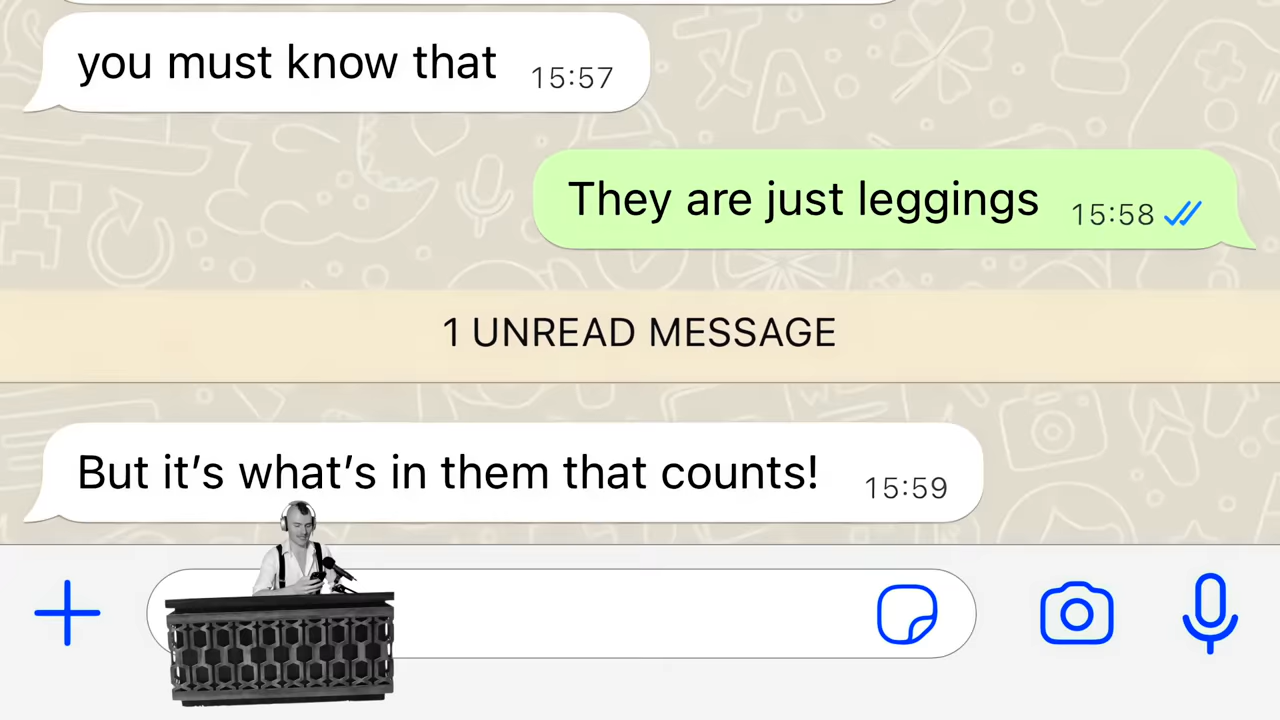 you must know that 15:57
They are just leggings 15:58
1 UNREAD MESSAGE
But it’s what’s in them that counts! 15:59